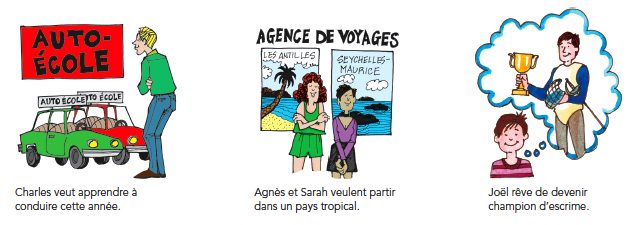 AUTO-
ÉCOLE
AUTO ÉCOLE
TO ÉCOLE
Charles veut apprendre à
conduire cette année.
AGENCE DE VOYAGES
LES ANTILLES
SEYCHELLES-
MAURICE
Agnès et Sarah veulent partir
dans un pays tropical.
Joël rêve de devenir
champion d'escrime.